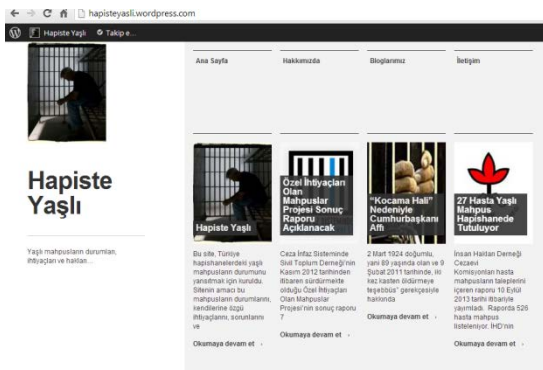 hapisteyasli.wordpress.com
Hapiste Yaşlı
Takip e...
Ana Sayfa
Hakkımızda
Bloglarımız
İletişim
Hapiste
Yaşlı
Yaşlı mahpusların durumları,
ihtiyaçları ve hakları...
Hapiste Yaşlı
Bu site, Türkiye
hapishanelerdeki yaşlı
mahpusların durumunu
yansıtmak için kuruldu.
Sitenin amacı bu
mahpusların durumlarını,
kendilerine özgü
ihtiyaçlarını, sorunlarını
ve
Okumaya devam et
Özel İhtiyaçları
Olan
Mahpuslar
Projesi Sonuç
Raporu
Açıklanacak
Ceza İnfaz Sisteminde
Sivil Toplum Derneği'nin
Kasım 2012 tarihinden
itibaren sürdürmekte
olduğu Özel İhtiyaçları
Olan Mahpuslar
Projesi'nin sonuç raporu
7
Okumaya devam et
"Kocama Hali"
Nedeniyle
Cumhurbaşkanı
Affı
2 Mart 1924 doğumlu,
yani 89 yaşında olan ve 9
Şubat 2011 tarihinde, iki
kez kasten öldürmeye
teşebbüs" gerekçesiyle
hakkında
Okumaya devam et
27 Hasta Yaşlı
Mahpus
Hapishanede
Tutuluyor
İnsan Hakları Derneği
Cezaevi
Komisyonları hasta
mahpusların taleplerini
içeren raporu 10 Eylül
2013 tarihi itibariyle
yayımladı. Raporda 526
hasta mahpus
listeleniyor. İHD'nin
Okumaya devam et